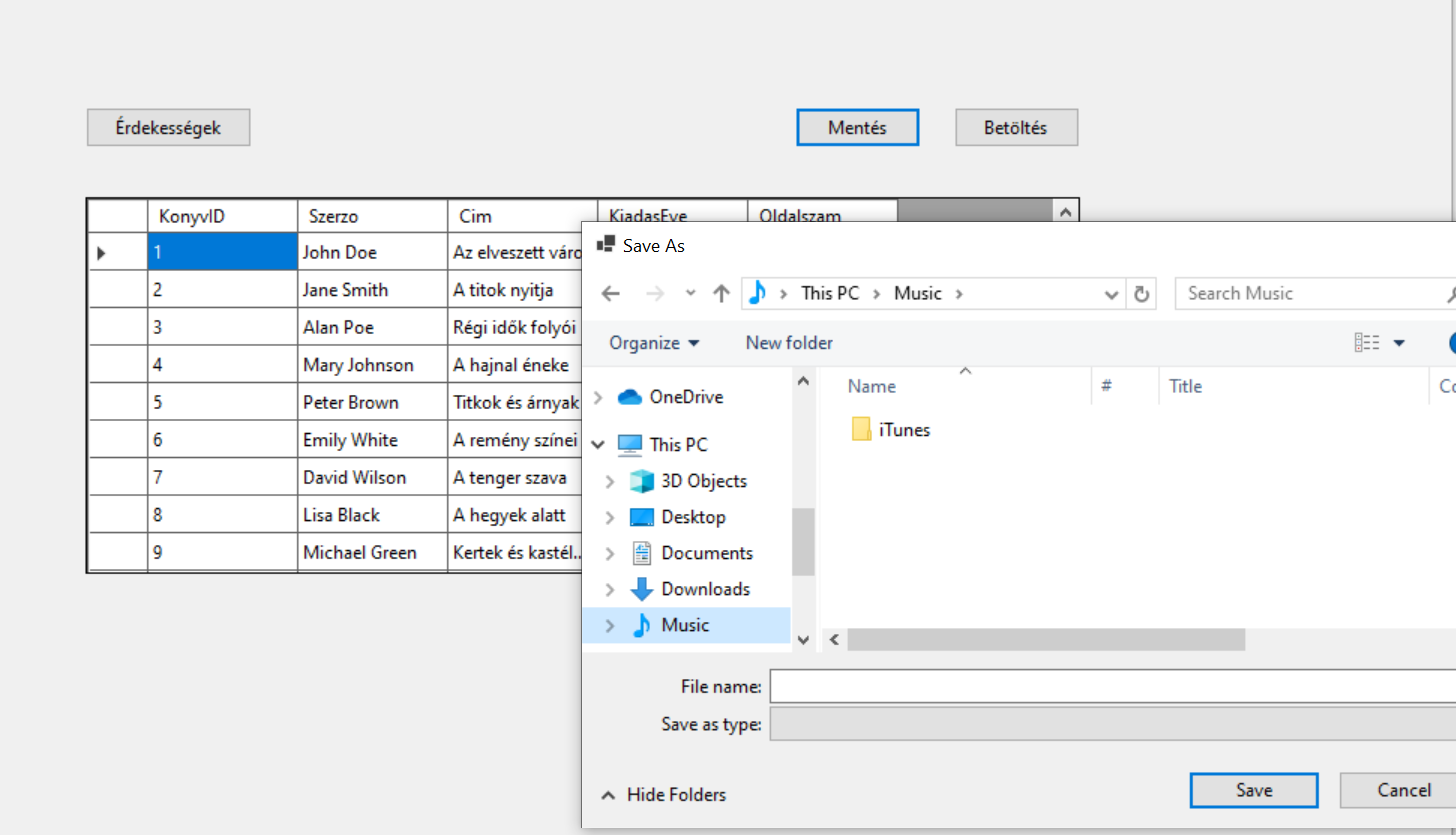 Érdekességek Mentés Betöltés
KonyvID Szerzo Cim KiadasEve Oldalszam
1 John Doe Az elveszett váro
2 Jane Smith A titok nyitja
3 Alan Poe Régi idők folyói
4 Mary Johnson A hajnal éneke
5 Peter Brown Titkok és árnyak
6 Emily White A remény színei
7 David Wilson A tenger szava
8 Lisa Black A hegyek alatt
9 Michael Green Kertek és kastél...
Save As
This PC Music Search Music
Organize New folder
Name # Title Co
OneDrive
iTunes
This PC
3D Objects
Desktop
Documents
Downloads
Music
File name:
Save as type:
Hide Folders Save Cancel